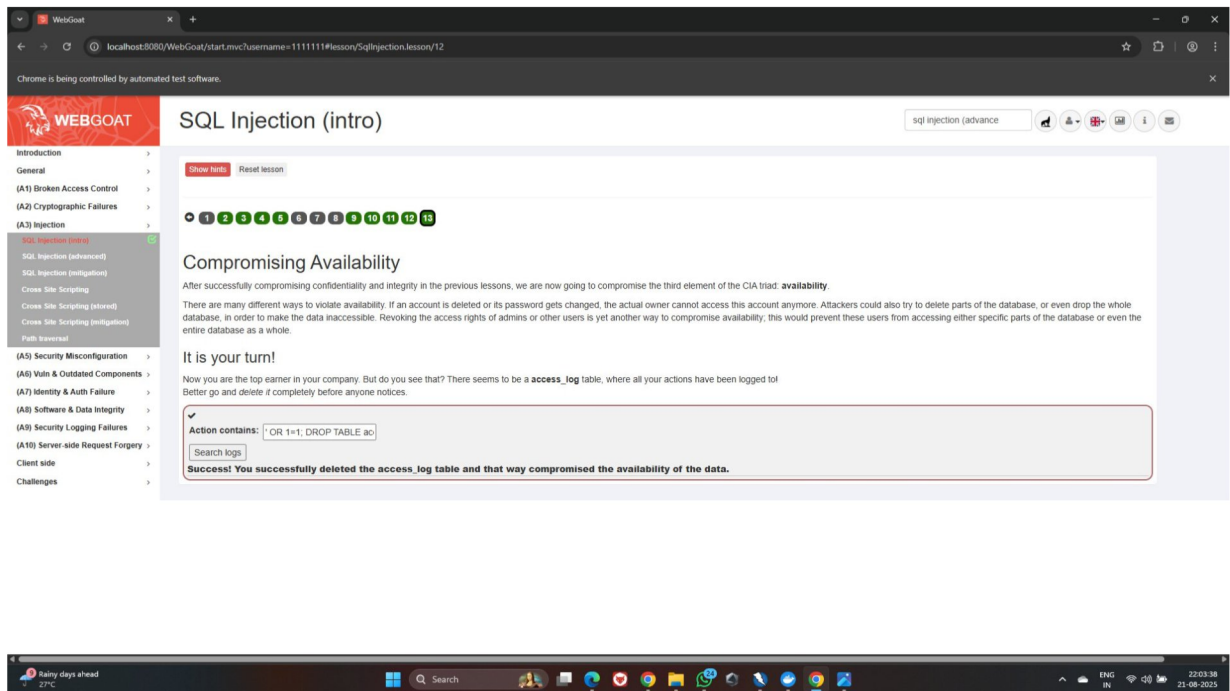 WebGoat
localhost:8080/WebGoat/start.mvc?username=1111111#lesson/SqlInjection.lesson/12
Chrome is being controlled by automated test software.
WEBGOAT
SQL Injection (intro)
sql injection (advance
Introduction
General
(A1) Broken Access Control
(A2) Cryptographic Failures
(A3) Injection
SQL Injection (intro)
SQL Injection (advanced)
SQL Injection (mitigation)
Cross Site Scripting
Cross Site Scripting (stored)
Cross Site Scripting (mitigation)
Path traversal
(A5) Security Misconfiguration
(A6) Vuln & Outdated Components
(A7) Identity & Auth Failure
(A8) Software & Data Integrity
(A9) Security Logging Failures
(A10) Server-side Request Forgery
Client side
Challenges
Show hints Reset lesson
1 2 3 4 5 6 7 8 9 10 11 12 13
Compromising Availability
After successfully compromising confidentiality and integrity in the previous lessons, we are now going to compromise the third element of the CIA triad: availability.
There are many different ways to violate availability. If an account is deleted or its password gets changed, the actual owner cannot access this account anymore. Attackers could also try to delete parts of the database, or even drop the whole
database, in order to make the data inaccessible. Revoking the access rights of admins or other users is yet another way to compromise availability; this would prevent these users from accessing either specific parts of the database or even the
entire database as a whole.
It is your turn!
Now you are the top earner in your company. But do you see that? There seems to be a access_log table, where all your actions have been logged to!
Better go and delete it completely before anyone notices.
Action contains: ' OR 1=1; DROP TABLE acc
Search logs
Success! You successfully deleted the access_log table and that way compromised the availability of the data.
Rainy days ahead
27°C
Search
ENG
IN
22:03:38
21-08-2025